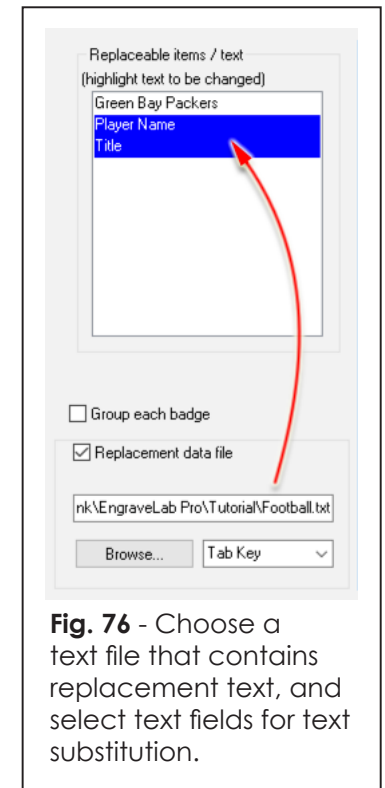 Replaceable items / text
(highlight text to be changed)
Green Bay Packers
Player Name
Title
Group each badge
Replacement data file
nk\EngraveLab Pro\Tutorial\Football.txt
Browse...
Tab Key
Fig. 76 - Choose a
text file that contains
replacement text, and
select text fields for text
substitution.